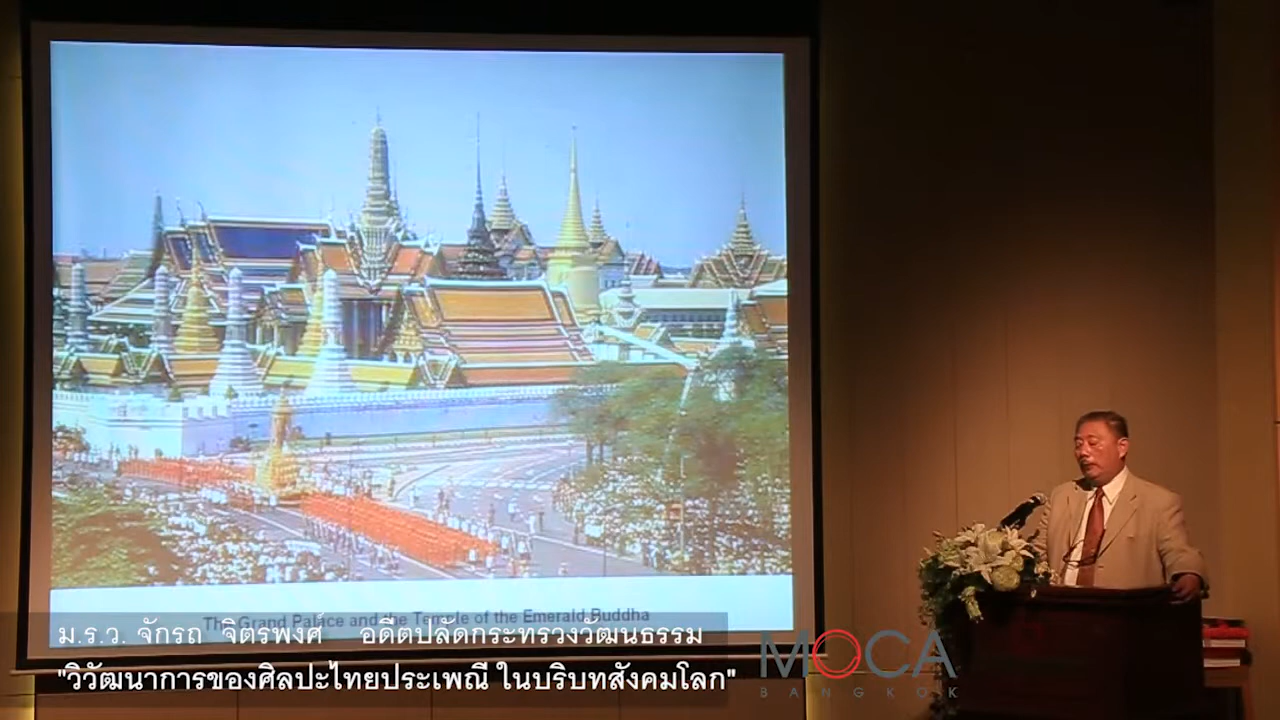 The Grand Palace and the Temple of the Emerald Buddha
ม.ร.ว. จักรถ จิตรพงศ์ อดีตปลัดกระทรวงวัฒนธรรม
"วิวัฒนาการของศิลปะไทยประเพณี ในบริบทสังคมโลก"
MOCA
BANGKOK